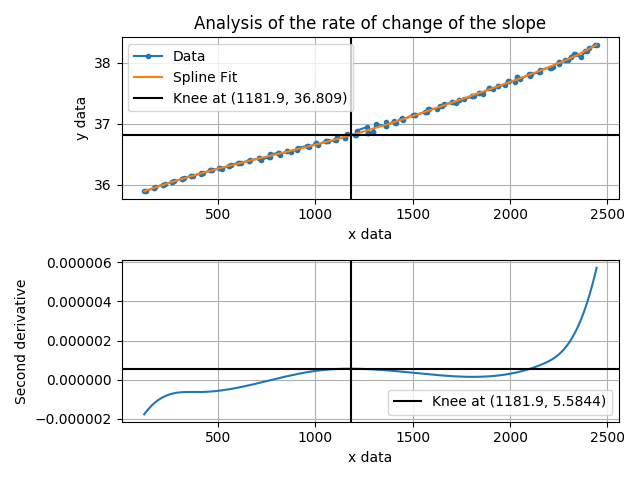 Analysis of the rate of change of the slope
Data
Spline Fit
Knee at (1181.9, 36.809)
y data
38
37
36
500
1000
1500
2000
2500
x data
Second derivative
0.000006
0.000004
0.000002
0.000000
−0.000002
Knee at (1181.9, 5.5844)
500
1000
1500
2000
2500
x data